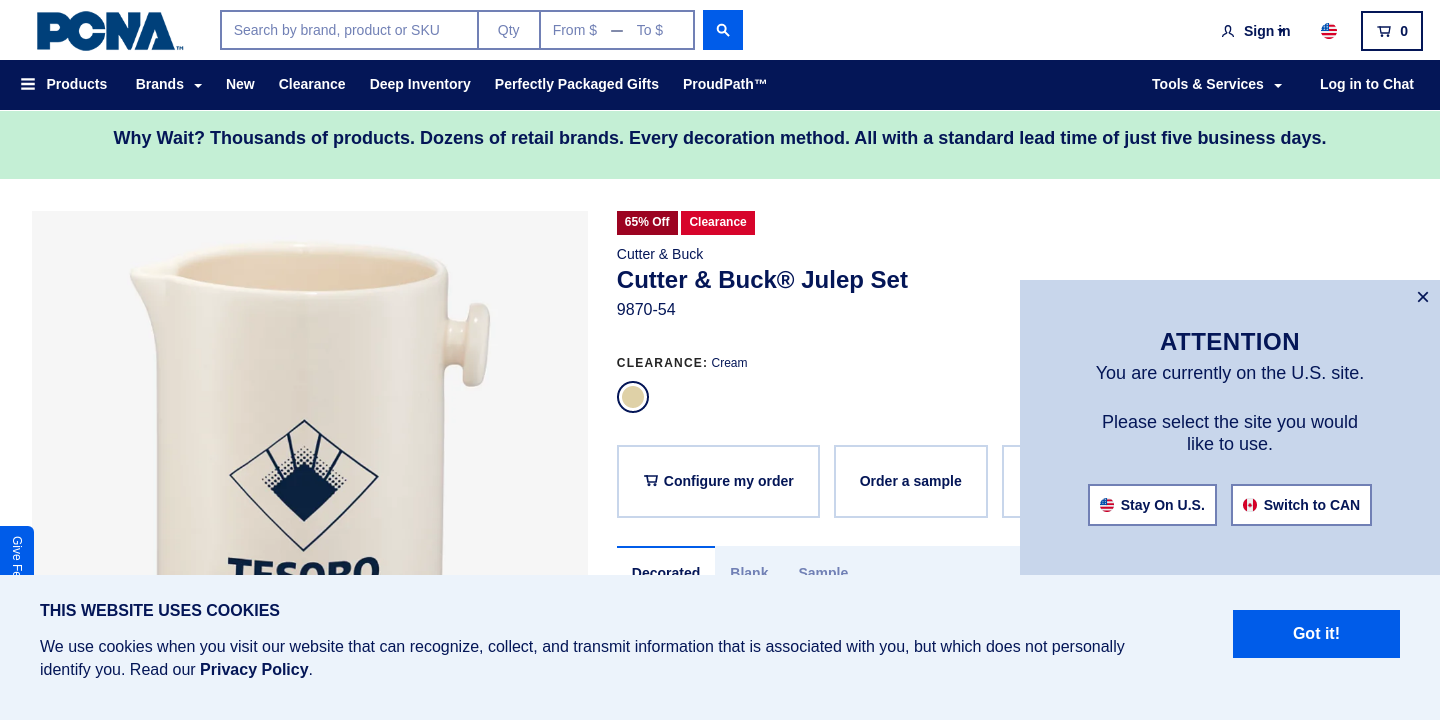 PCNA™
Search by brand, product or SKU
Qty
From $ — To $
Sign in
0
Products
Brands
New
Clearance
Deep Inventory
Perfectly Packaged Gifts
ProudPath™
Tools & Services
Log in to Chat
Why Wait? Thousands of products. Dozens of retail brands. Every decoration method. All with a standard lead time of just five business days.
65% Off
Clearance
Cutter & Buck
Cutter & Buck® Julep Set
9870-54
CLEARANCE: Cream
Configure my order
Order a sample
Decorated
Blank
Sample
TESORO
Give Fe
×
ATTENTION
You are currently on the U.S. site.
Please select the site you would
like to use.
Stay On U.S.
Switch to CAN
THIS WEBSITE USES COOKIES
We use cookies when you visit our website that can recognize, collect, and transmit information that is associated with you, but which does not personally
identify you. Read our Privacy Policy.
Got it!